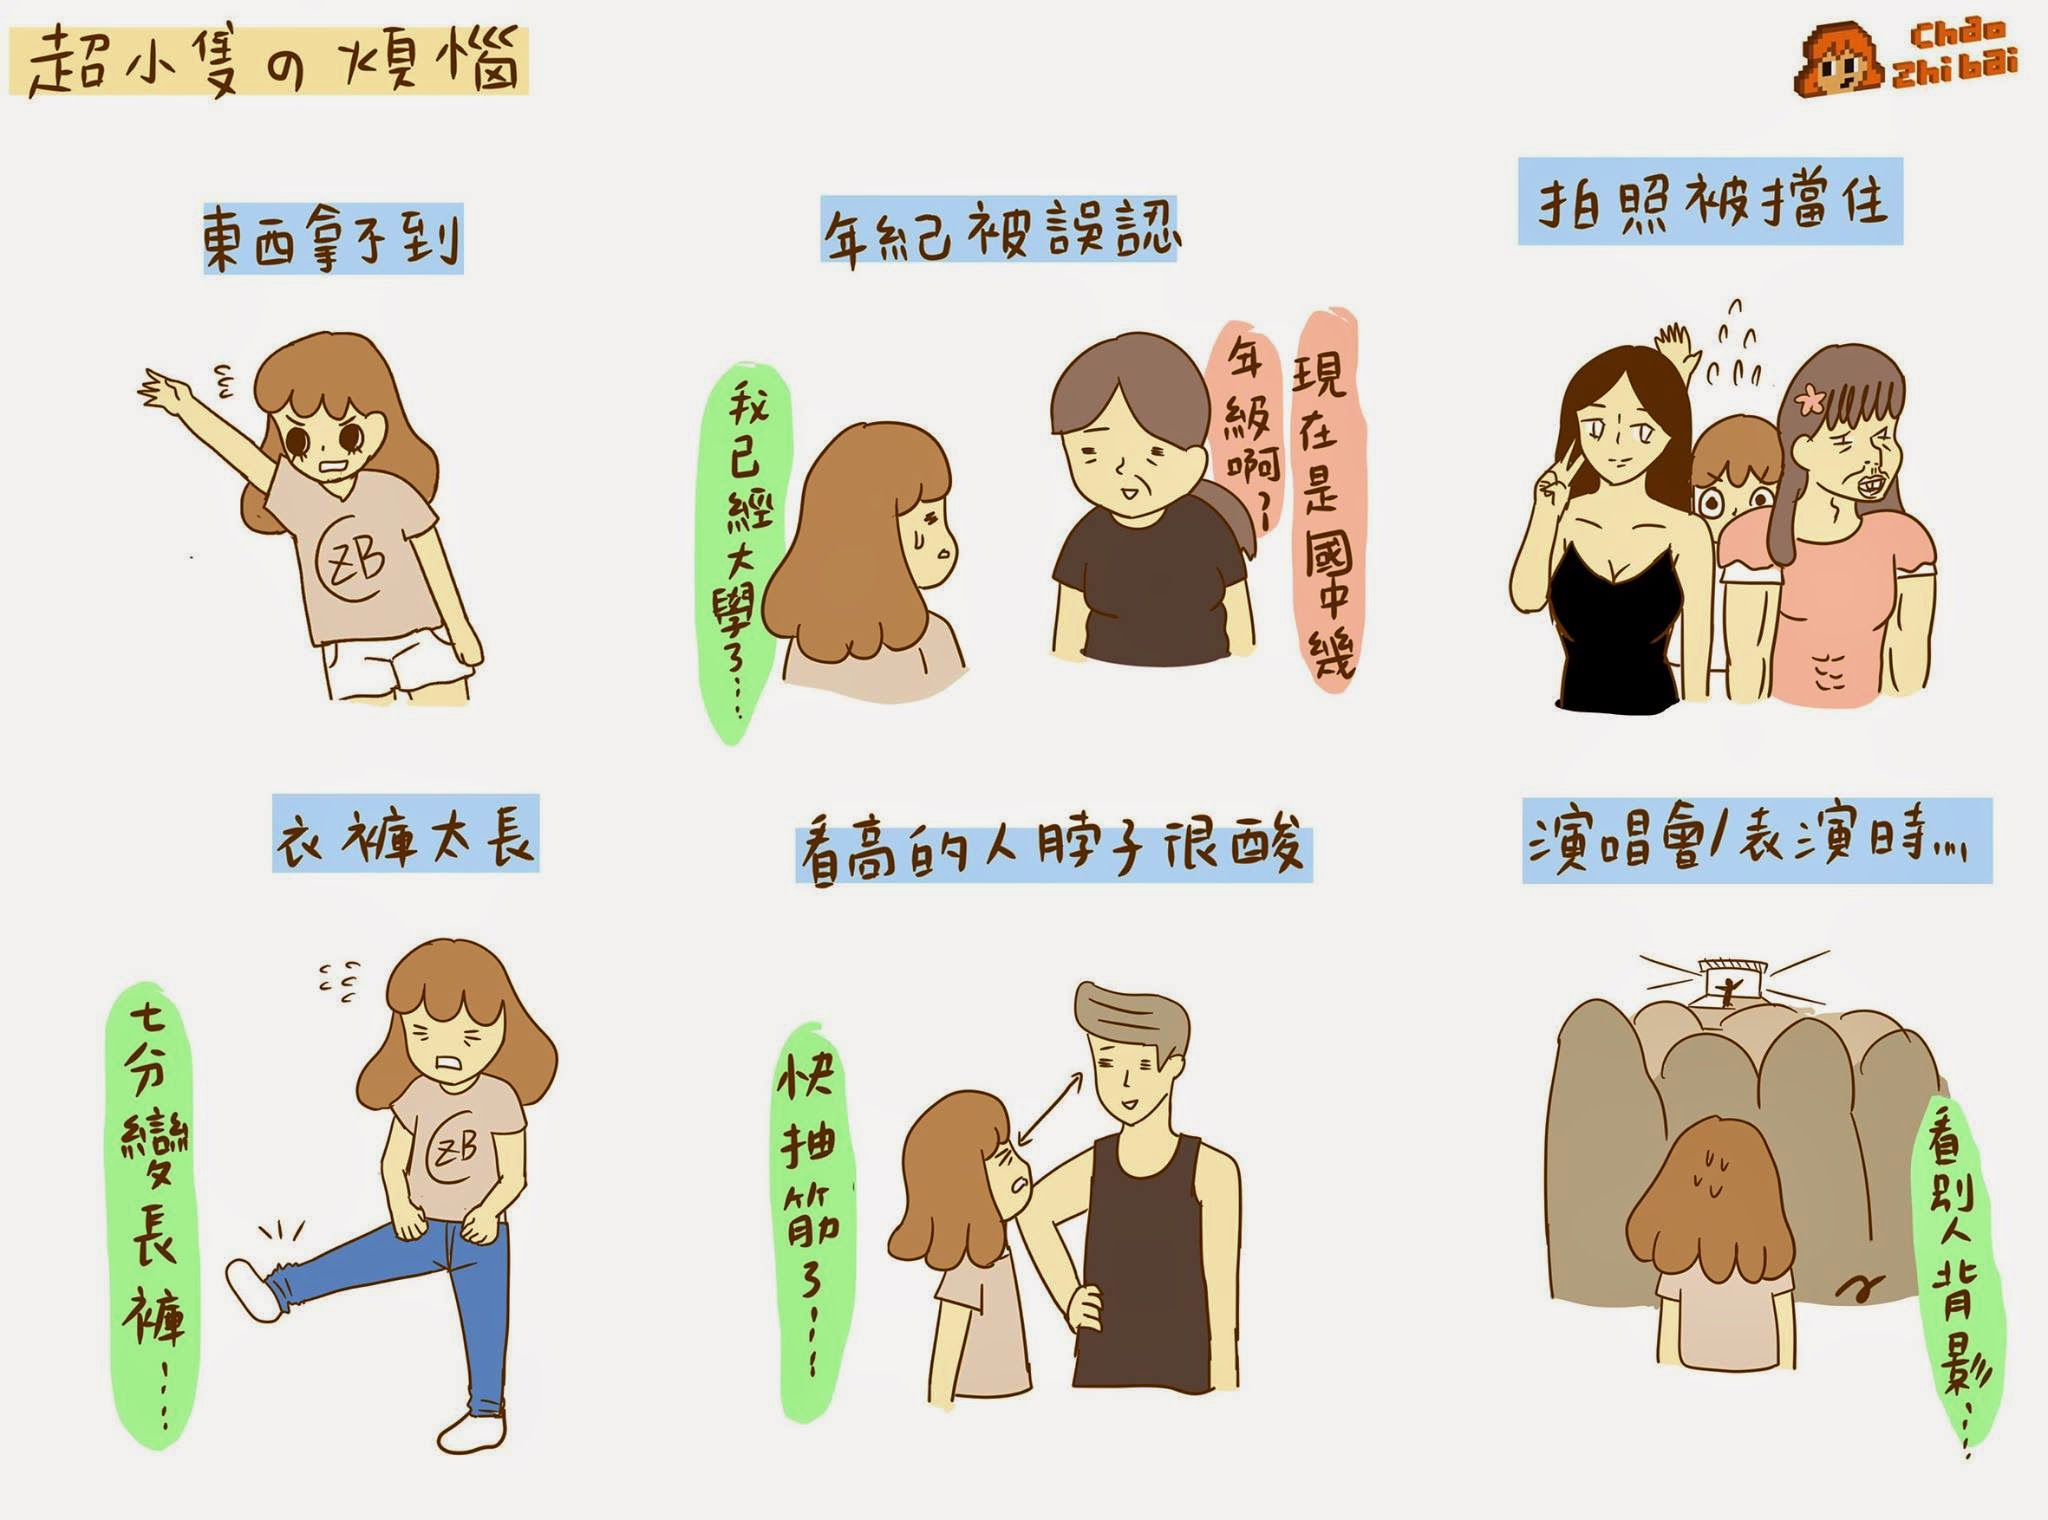 超小隻の煩惱
Chao
zhi bai
東西拿不到
ZB
年紀被誤認
現在是國中幾
年級啊?
我已經大學了....
拍照被擋住
衣褲太長
七分變長褲.....
ZB
看高的人脖子很酸
快抽筋了.....
演唱會/表演時...
看別人背影.....